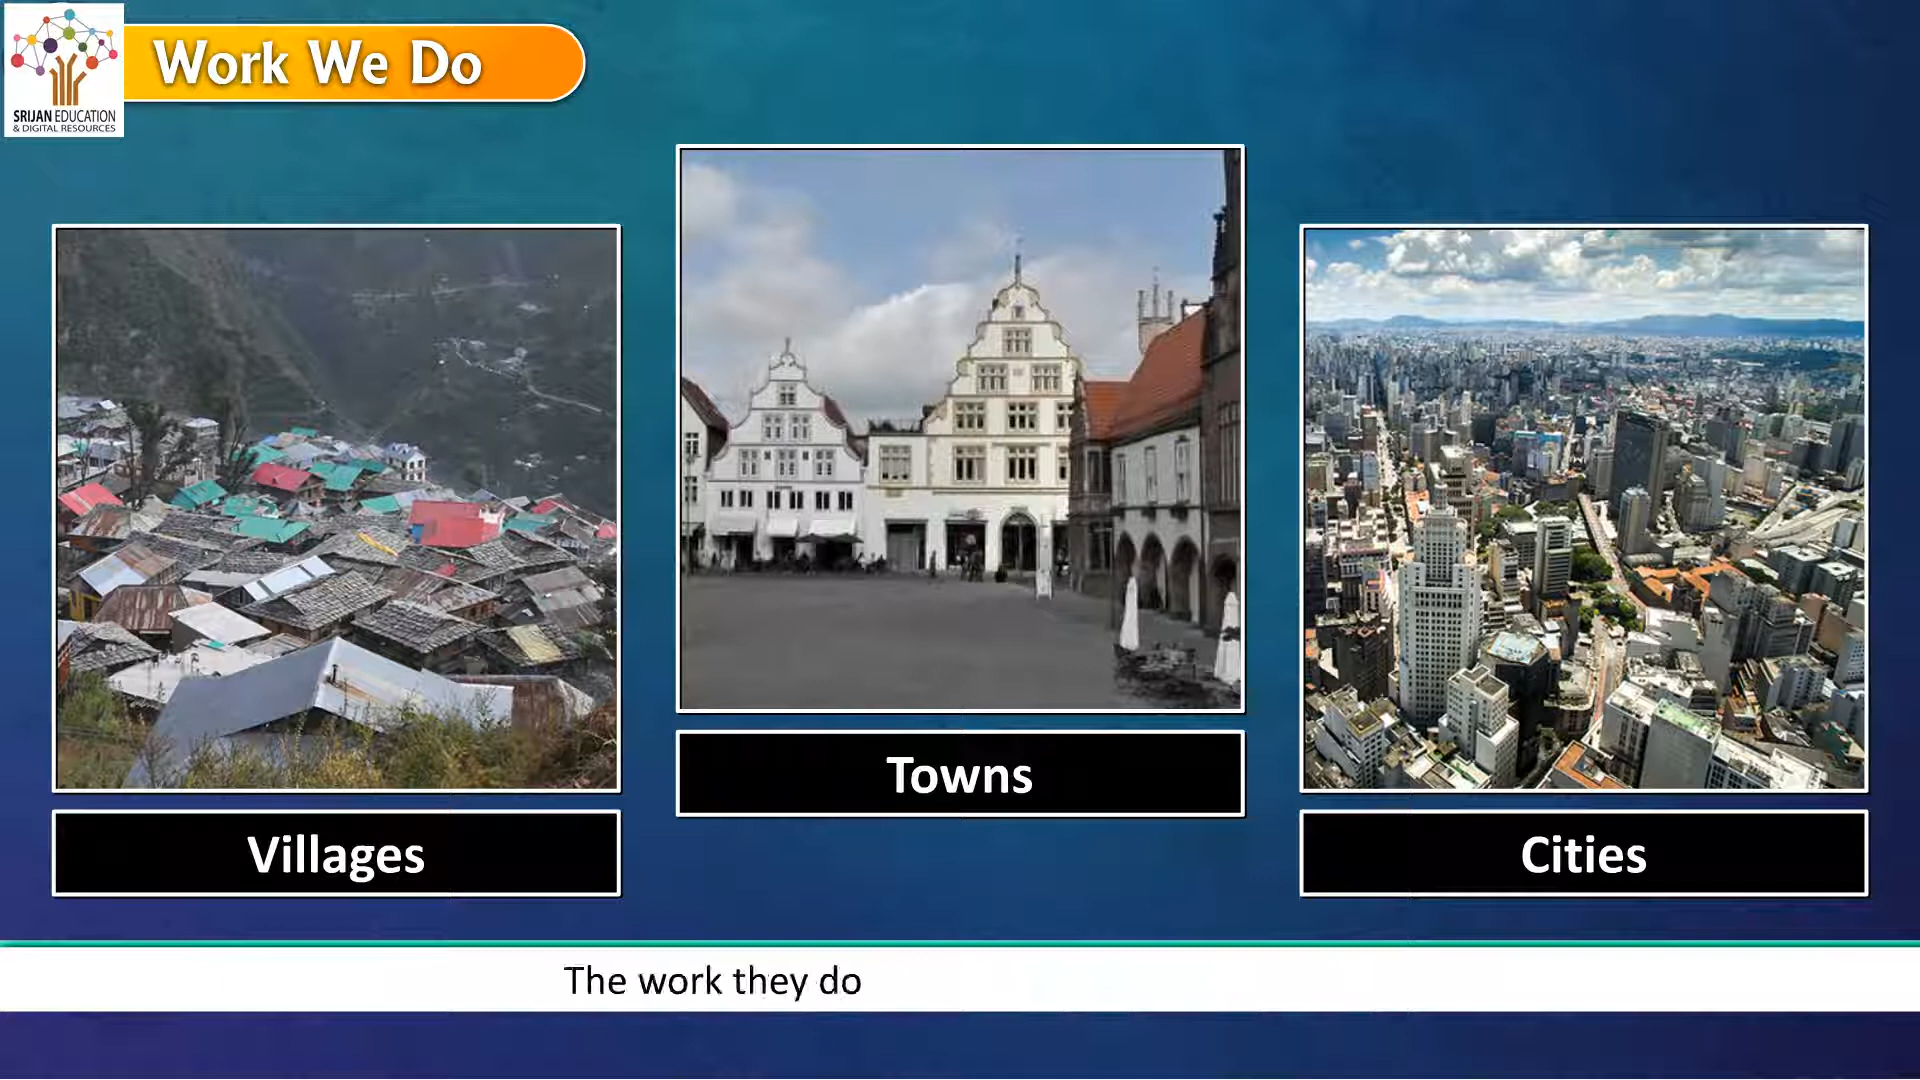 SRIJAN EDUCATION
& DIGITAL RESOURCES
Work We Do
Villages
Towns
Cities
The work they do